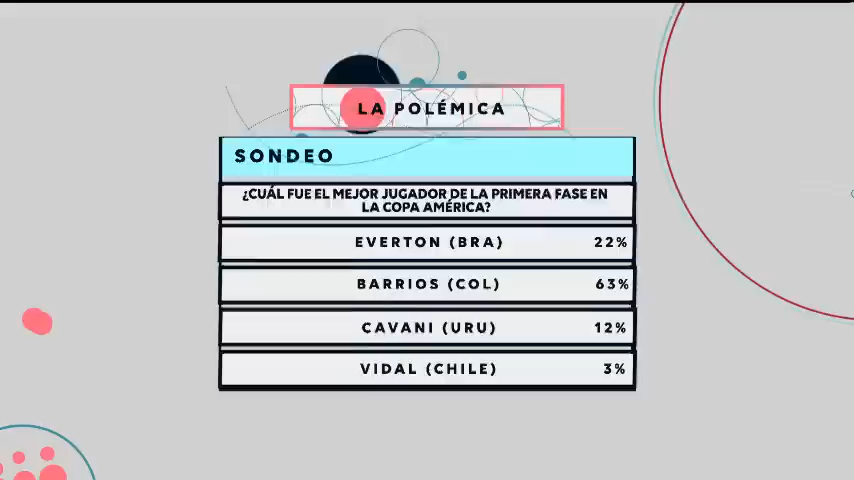 LA POLÉMICA
SONDEO
¿CUÁL FUE EL MEJOR JUGADOR DE LA PRIMERA FASE EN
LA COPA AMÉRICA?
EVERTON (BRA) 22%
BARRIOS (COL) 63%
CAVANI (URU) 12%
VIDAL (CHILE) 3%